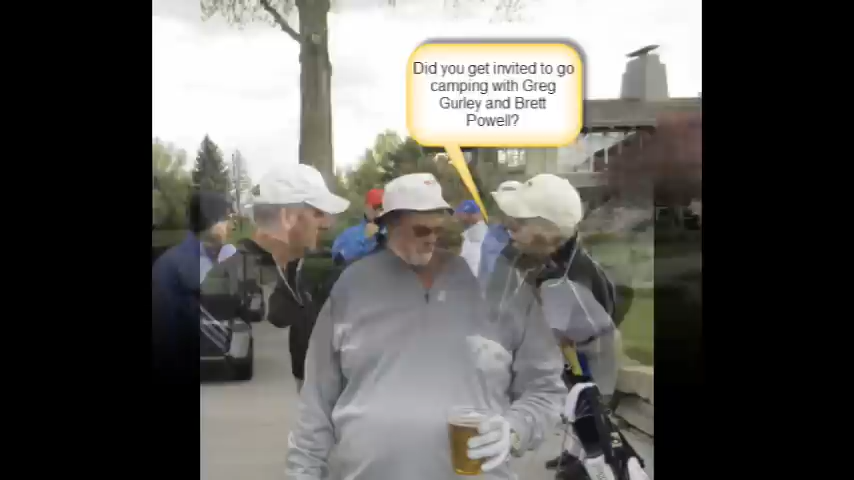 Did you get invited to go
camping with Greg
Gurley and Brett
Powell?